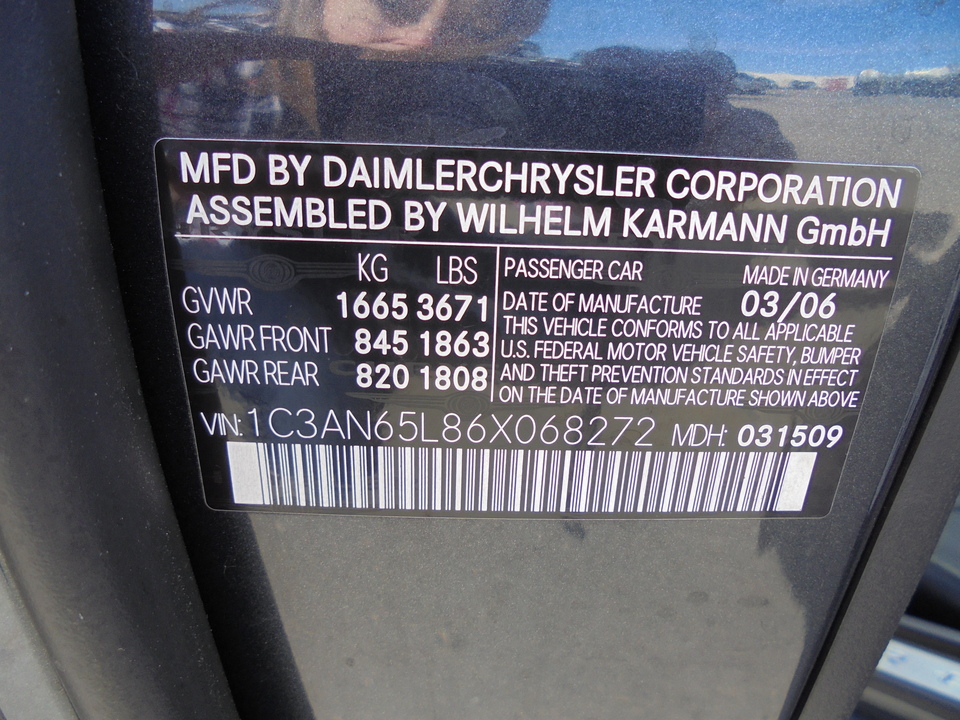 MFD BY DAIMLERCHRYSLER CORPORATION
ASSEMBLED BY WILHELM KARMANN GmbH
KG LBS
GVWR 1665 3671
GAWR FRONT 845 1863
GAWR REAR 820 1808
PASSENGER CAR MADE IN GERMANY
DATE OF MANUFACTURE 03/06
THIS VEHICLE CONFORMS TO ALL APPLICABLE
U.S. FEDERAL MOTOR VEHICLE SAFETY, BUMPER
AND THEFT PREVENTION STANDARDS IN EFFECT
ON THE DATE OF MANUFACTURE SHOWN ABOVE
VIN: 1C3AN65L86X068272 MDH: 031509